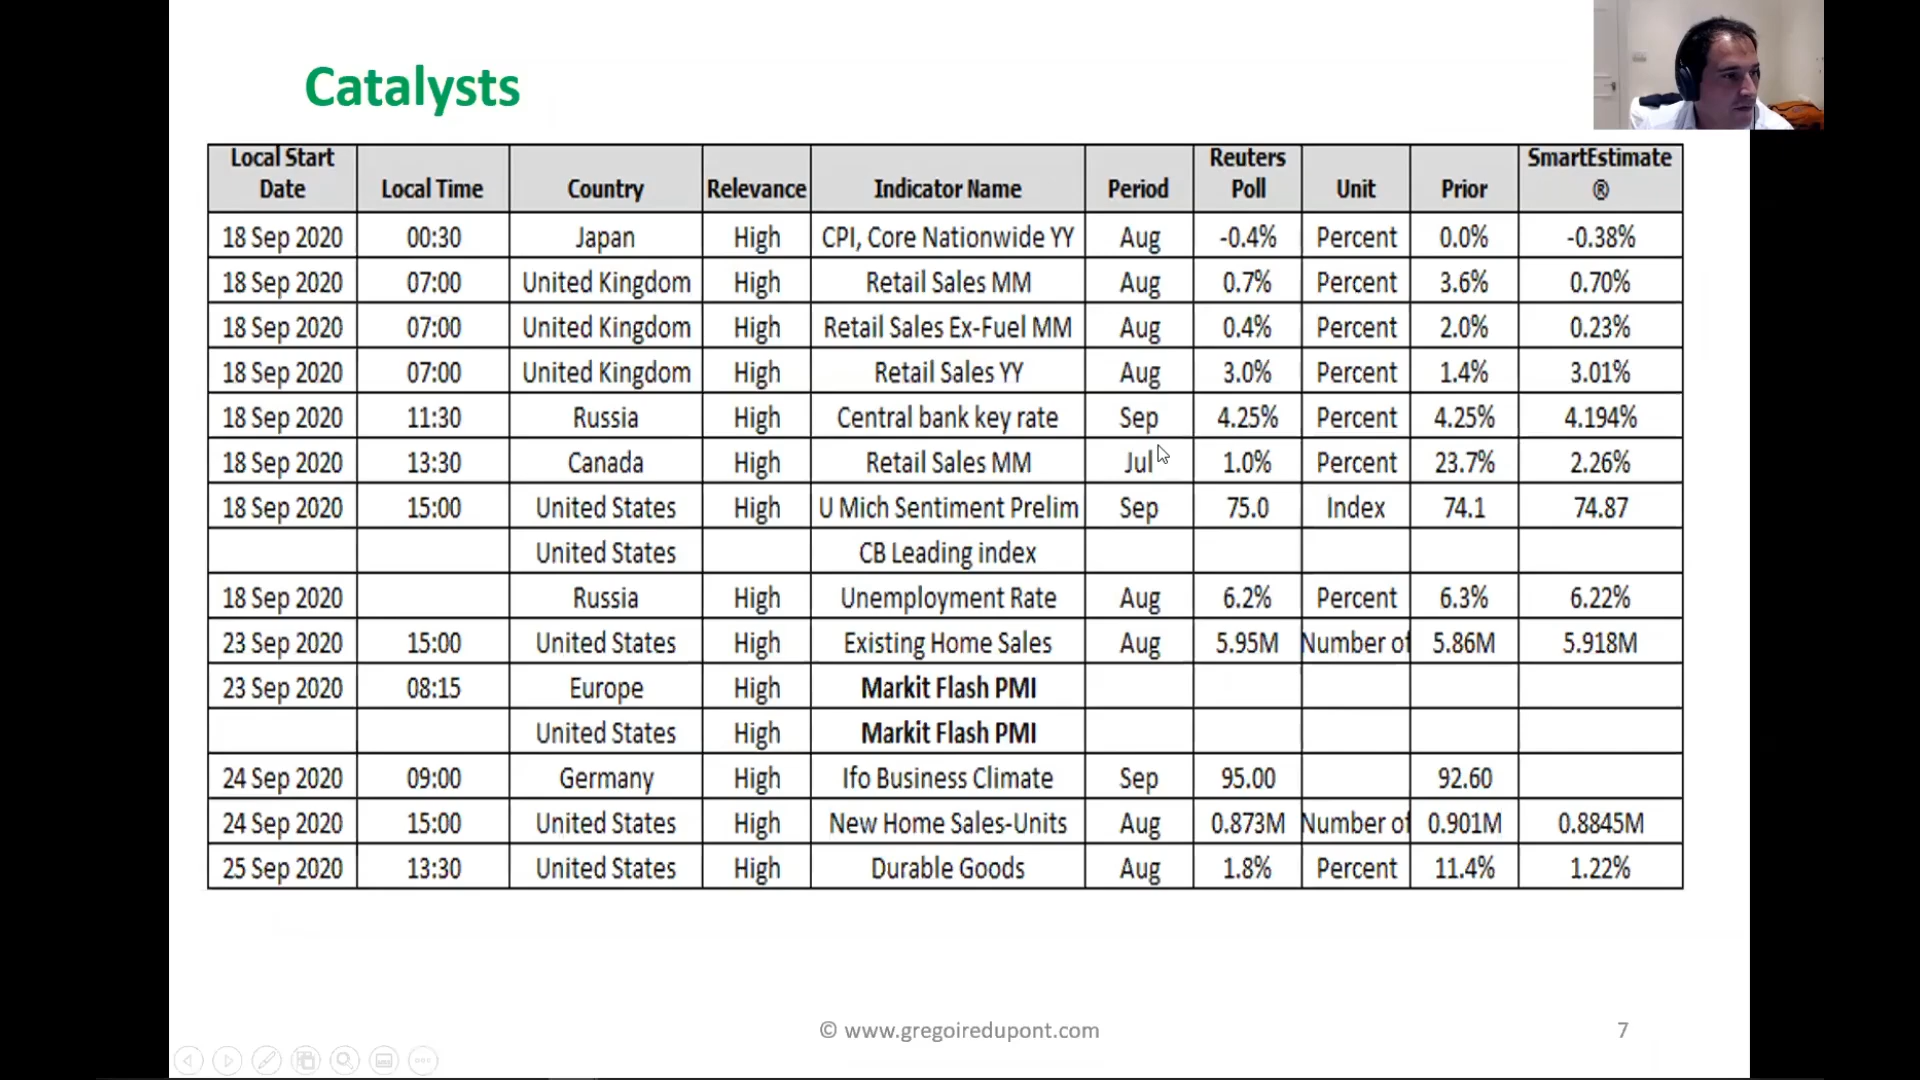 Catalysts
Local Start Date Local Time Country Relevance Indicator Name Period Reuters Poll Unit Prior SmartEstimate ®
18 Sep 2020 00:30 Japan High CPI, Core Nationwide YY Aug -0.4% Percent 0.0% -0.38%
18 Sep 2020 07:00 United Kingdom High Retail Sales MM Aug 0.7% Percent 3.6% 0.70%
18 Sep 2020 07:00 United Kingdom High Retail Sales Ex-Fuel MM Aug 0.4% Percent 2.0% 0.23%
18 Sep 2020 07:00 United Kingdom High Retail Sales YY Aug 3.0% Percent 1.4% 3.01%
18 Sep 2020 11:30 Russia High Central bank key rate Sep 4.25% Percent 4.25% 4.194%
18 Sep 2020 13:30 Canada High Retail Sales MM Jul 1.0% Percent 23.7% 2.26%
18 Sep 2020 15:00 United States High U Mich Sentiment Prelim Sep 75.0 Index 74.1 74.87
United States CB Leading index
18 Sep 2020 Russia High Unemployment Rate Aug 6.2% Percent 6.3% 6.22%
23 Sep 2020 15:00 United States High Existing Home Sales Aug 5.95M Number of 5.86M 5.918M
23 Sep 2020 08:15 Europe High Markit Flash PMI
United States High Markit Flash PMI
24 Sep 2020 09:00 Germany High Ifo Business Climate Sep 95.00 92.60
24 Sep 2020 15:00 United States High New Home Sales-Units Aug 0.873M Number of 0.901M 0.8845M
25 Sep 2020 13:30 United States High Durable Goods Aug 1.8% Percent 11.4% 1.22%
© www.gregoiredupont.com
7